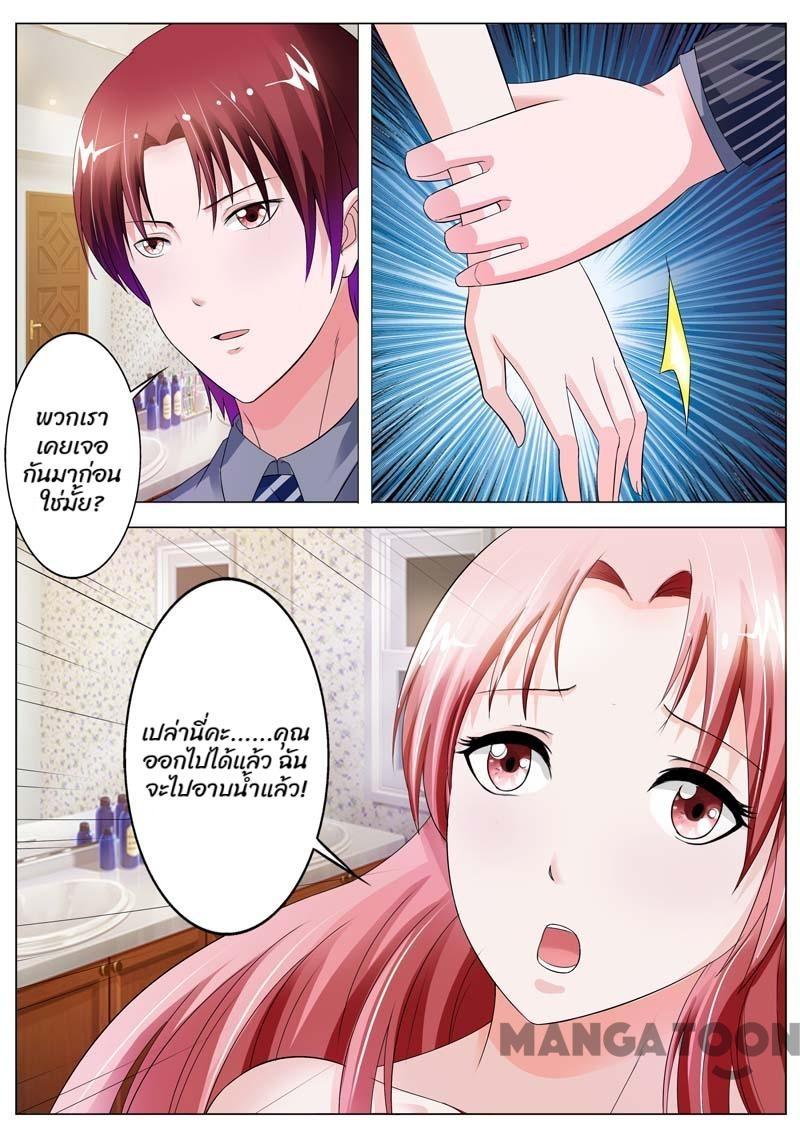 พวกเรา
เคยเจอ
กันมาก่อน
ใช่มั้ย?
เปล่านี่คะ......คุณ
ออกไปได้แล้ว ฉัน
จะไปอาบน้ำแล้ว!
MANGATOON